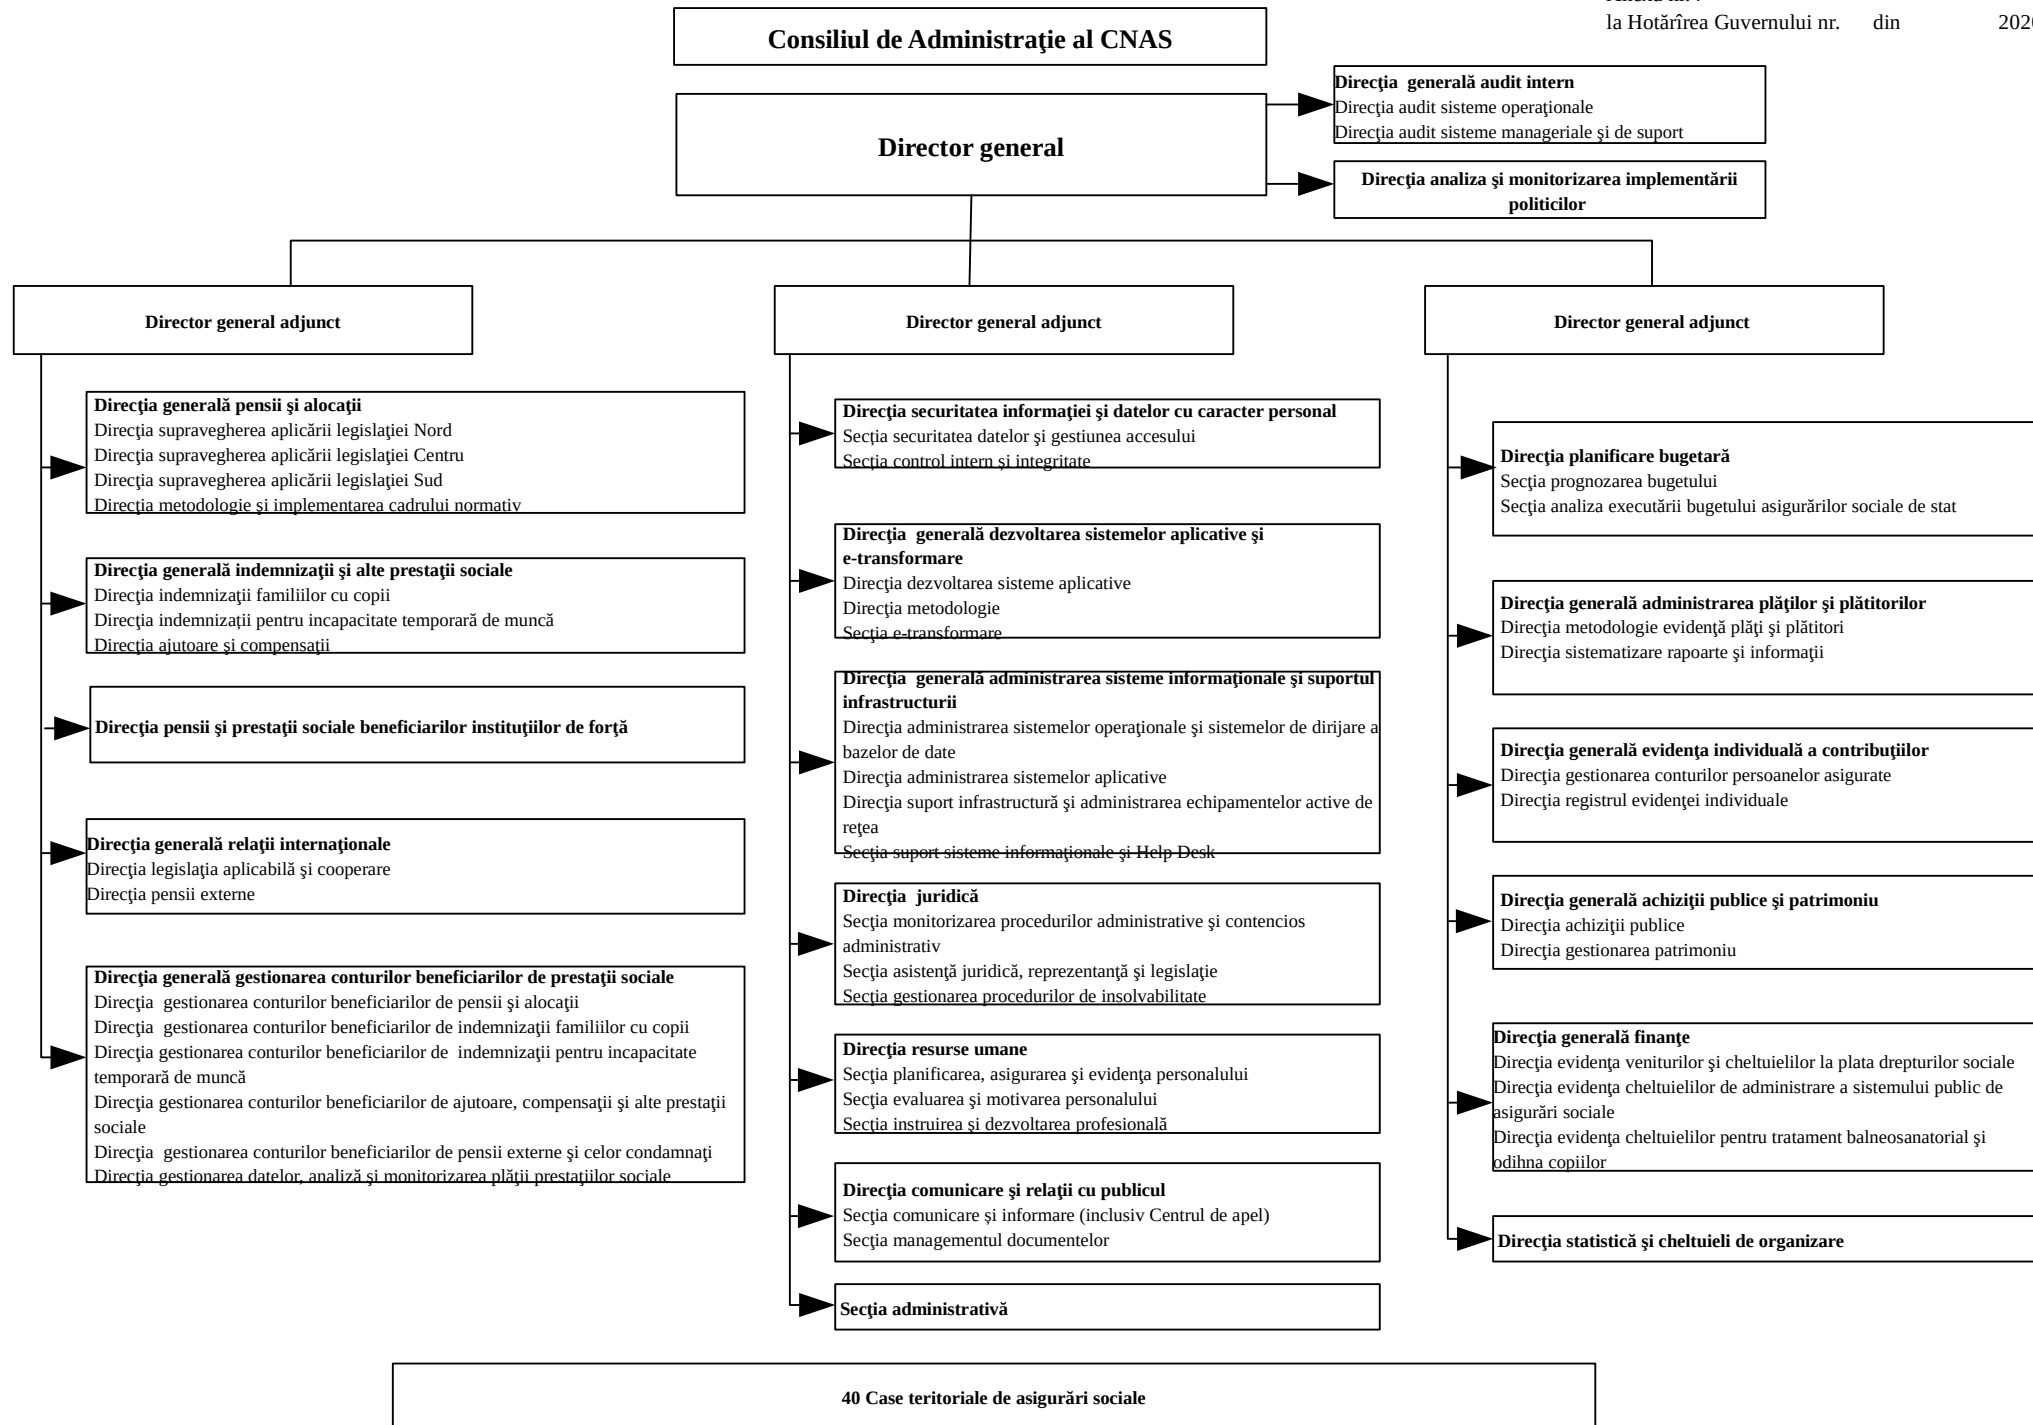 la Hotărîrea Guvernului nr. din 2020
Consiliul de Administraţie al CNAS
Direcţia generală audit intern
Direcţia audit sisteme operaţionale
Direcţia audit sisteme manageriale şi de suport
Director general
Direcţia analiza şi monitorizarea implementării
politicilor
Director general adjunct
Director general adjunct
Director general adjunct
Direcţia generală pensii şi alocaţii
Direcţia supravegherea aplicării legislaţiei Nord
Direcţia supravegherea aplicării legislaţiei Centru
Direcţia supravegherea aplicării legislaţiei Sud
Direcţia metodologie şi implementarea cadrului normativ
Direcţia generală indemnizaţii şi alte prestaţii sociale
Direcţia indemnizaţii familiilor cu copii
Direcţia indemnizaţii pentru incapacitate temporară de muncă
Direcţia ajutoare şi compensaţii
Direcţia pensii şi prestaţii sociale beneficiarilor instituţiilor de forţă
Direcţia generală relaţii internaţionale
Direcţia legislaţia aplicabilă şi cooperare
Direcţia pensii externe
Direcţia generală gestionarea conturilor beneficiarilor de prestaţii sociale
Direcţia gestionarea conturilor beneficiarilor de pensii şi alocaţii
Direcţia gestionarea conturilor beneficiarilor de indemnizaţii familiilor cu copii
Direcţia gestionarea conturilor beneficiarilor de indemnizaţii pentru incapacitate
temporară de muncă
Direcţia gestionarea conturilor beneficiarilor de ajutoare, compensaţii şi alte prestaţii
sociale
Direcţia gestionarea conturilor beneficiarilor de pensii externe şi celor condamnaţi
Direcţia gestionarea datelor, analiză şi monitorizarea plăţii prestaţiilor sociale
Direcţia securitatea informaţiei şi datelor cu caracter personal
Secţia securitatea datelor şi gestiunea accesului
Secţia control intern şi integritate
Direcţia generală dezvoltarea sistemelor aplicative şi
e-transformare
Direcţia dezvoltarea sisteme aplicative
Direcţia metodologie
Secţia e-transformare
Direcţia generală administrarea sisteme informaţionale şi suportul
infrastructurii
Direcţia administrarea sistemelor operaţionale şi sistemelor de dirijare a
bazelor de date
Direcţia administrarea sistemelor aplicative
Direcţia suport infrastructură şi administrarea echipamentelor active de
reţea
Secţia suport sisteme informaţionale şi Help Desk
Direcţia juridică
Secţia monitorizarea procedurilor administrative şi contencios
administrativ
Secţia asistenţă juridică, reprezentanţă şi legislaţie
Secţia gestionarea procedurilor de insolvabilitate
Direcţia resurse umane
Secţia planificarea, asigurarea şi evidenţa personalului
Secţia evaluarea şi motivarea personalului
Secţia instruirea şi dezvoltarea profesională
Direcţia comunicare şi relaţii cu publicul
Secţia comunicare și informare (inclusiv Centrul de apel)
Secţia managementul documentelor
Secţia administrativă
Direcţia planificare bugetară
Secţia prognozarea bugetului
Secţia analiza executării bugetului asigurărilor sociale de stat
Direcţia generală administrarea plăţilor şi plătitorilor
Direcţia metodologie evidenţă plăţi şi plătitori
Direcţia sistematizare rapoarte şi informaţii
Direcţia generală evidenţa individuală a contribuţiilor
Direcţia gestionarea conturilor persoanelor asigurate
Direcţia registrul evidenţei individuale
Direcţia generală achiziţii publice şi patrimoniu
Direcţia achiziţii publice
Direcţia gestionarea patrimoniu
Direcţia generală finanţe
Direcţia evidenţa veniturilor şi cheltuielilor la plata drepturilor sociale
Direcţia evidenţa cheltuielilor de administrare a sistemului public de
asigurări sociale
Direcţia evidenţa cheltuielilor pentru tratament balneosanatorial şi
odihna copiilor
Direcţia statistică şi cheltuieli de organizare
40 Case teritoriale de asigurări sociale